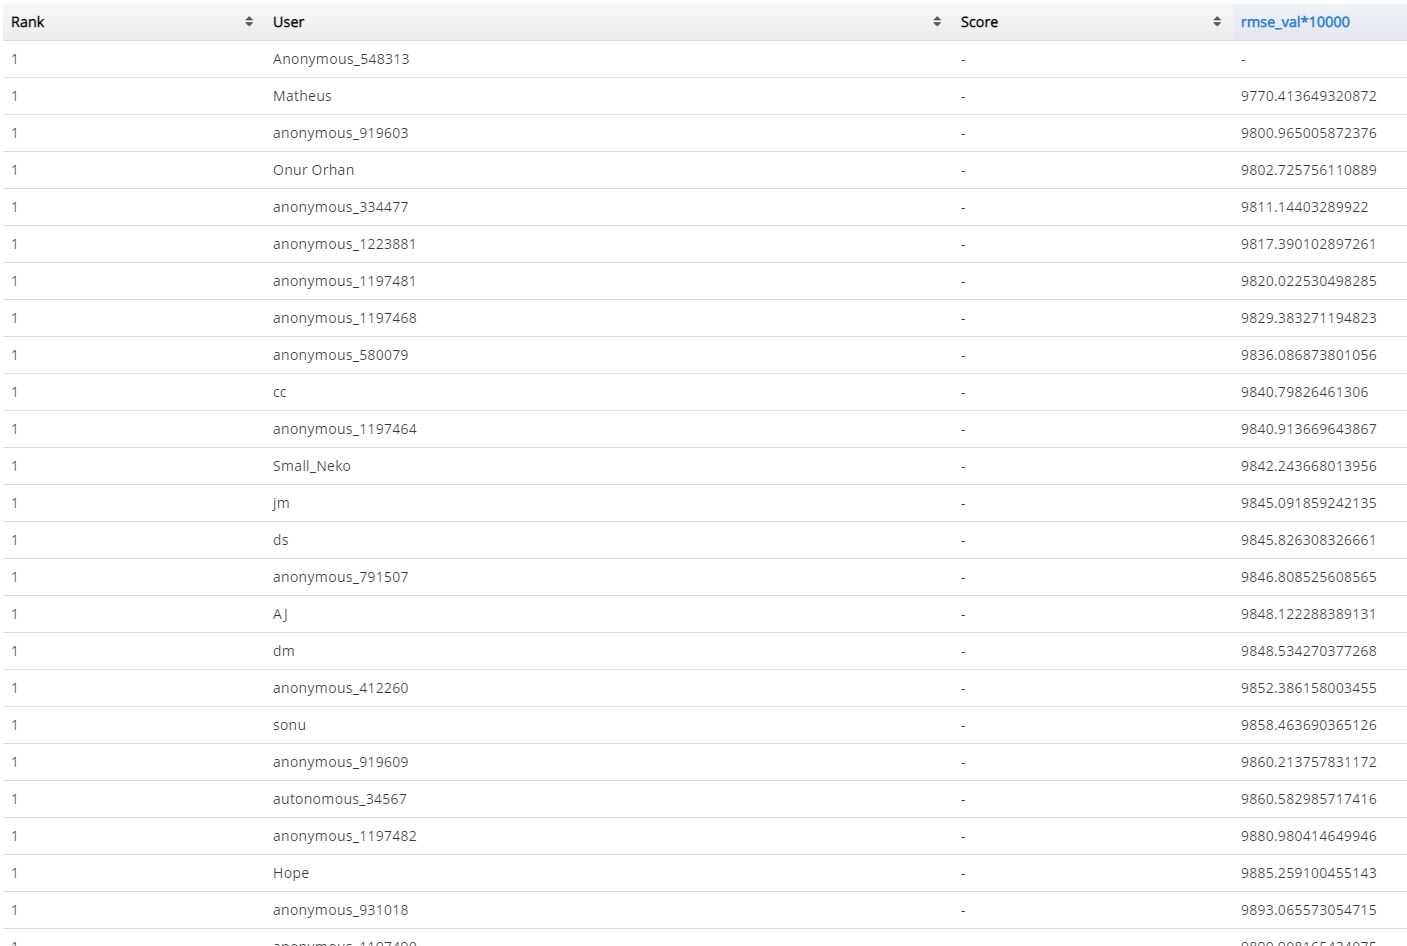 Rank User Score rmse_val*10000
1 Anonymous_548313 - -
1 Matheus - 9770.413649320872
1 anonymous_919603 - 9800.965005872376
1 Onur Orhan - 9802.725756110889
1 anonymous_334477 - 9811.14403289922
1 anonymous_1223881 - 9817.390102897261
1 anonymous_1197481 - 9820.022530498285
1 anonymous_1197468 - 9829.383271194823
1 anonymous_580079 - 9836.086873801056
1 cc - 9840.79826461306
1 anonymous_1197464 - 9840.913669643867
1 Small_Neko - 9842.243668013956
1 jm - 9845.091859242135
1 ds - 9845.826308326661
1 anonymous_791507 - 9846.808525608565
1 AJ - 9848.122288389131
1 dm - 9848.534270377268
1 anonymous_412260 - 9852.386158003455
1 sonu - 9858.463690365126
1 anonymous_919609 - 9860.213757831172
1 autonomous_34567 - 9860.582985717416
1 anonymous_1197482 - 9880.980414649946
1 Hope - 9885.259100455143
1 anonymous_931018 - 9893.065573054715
1